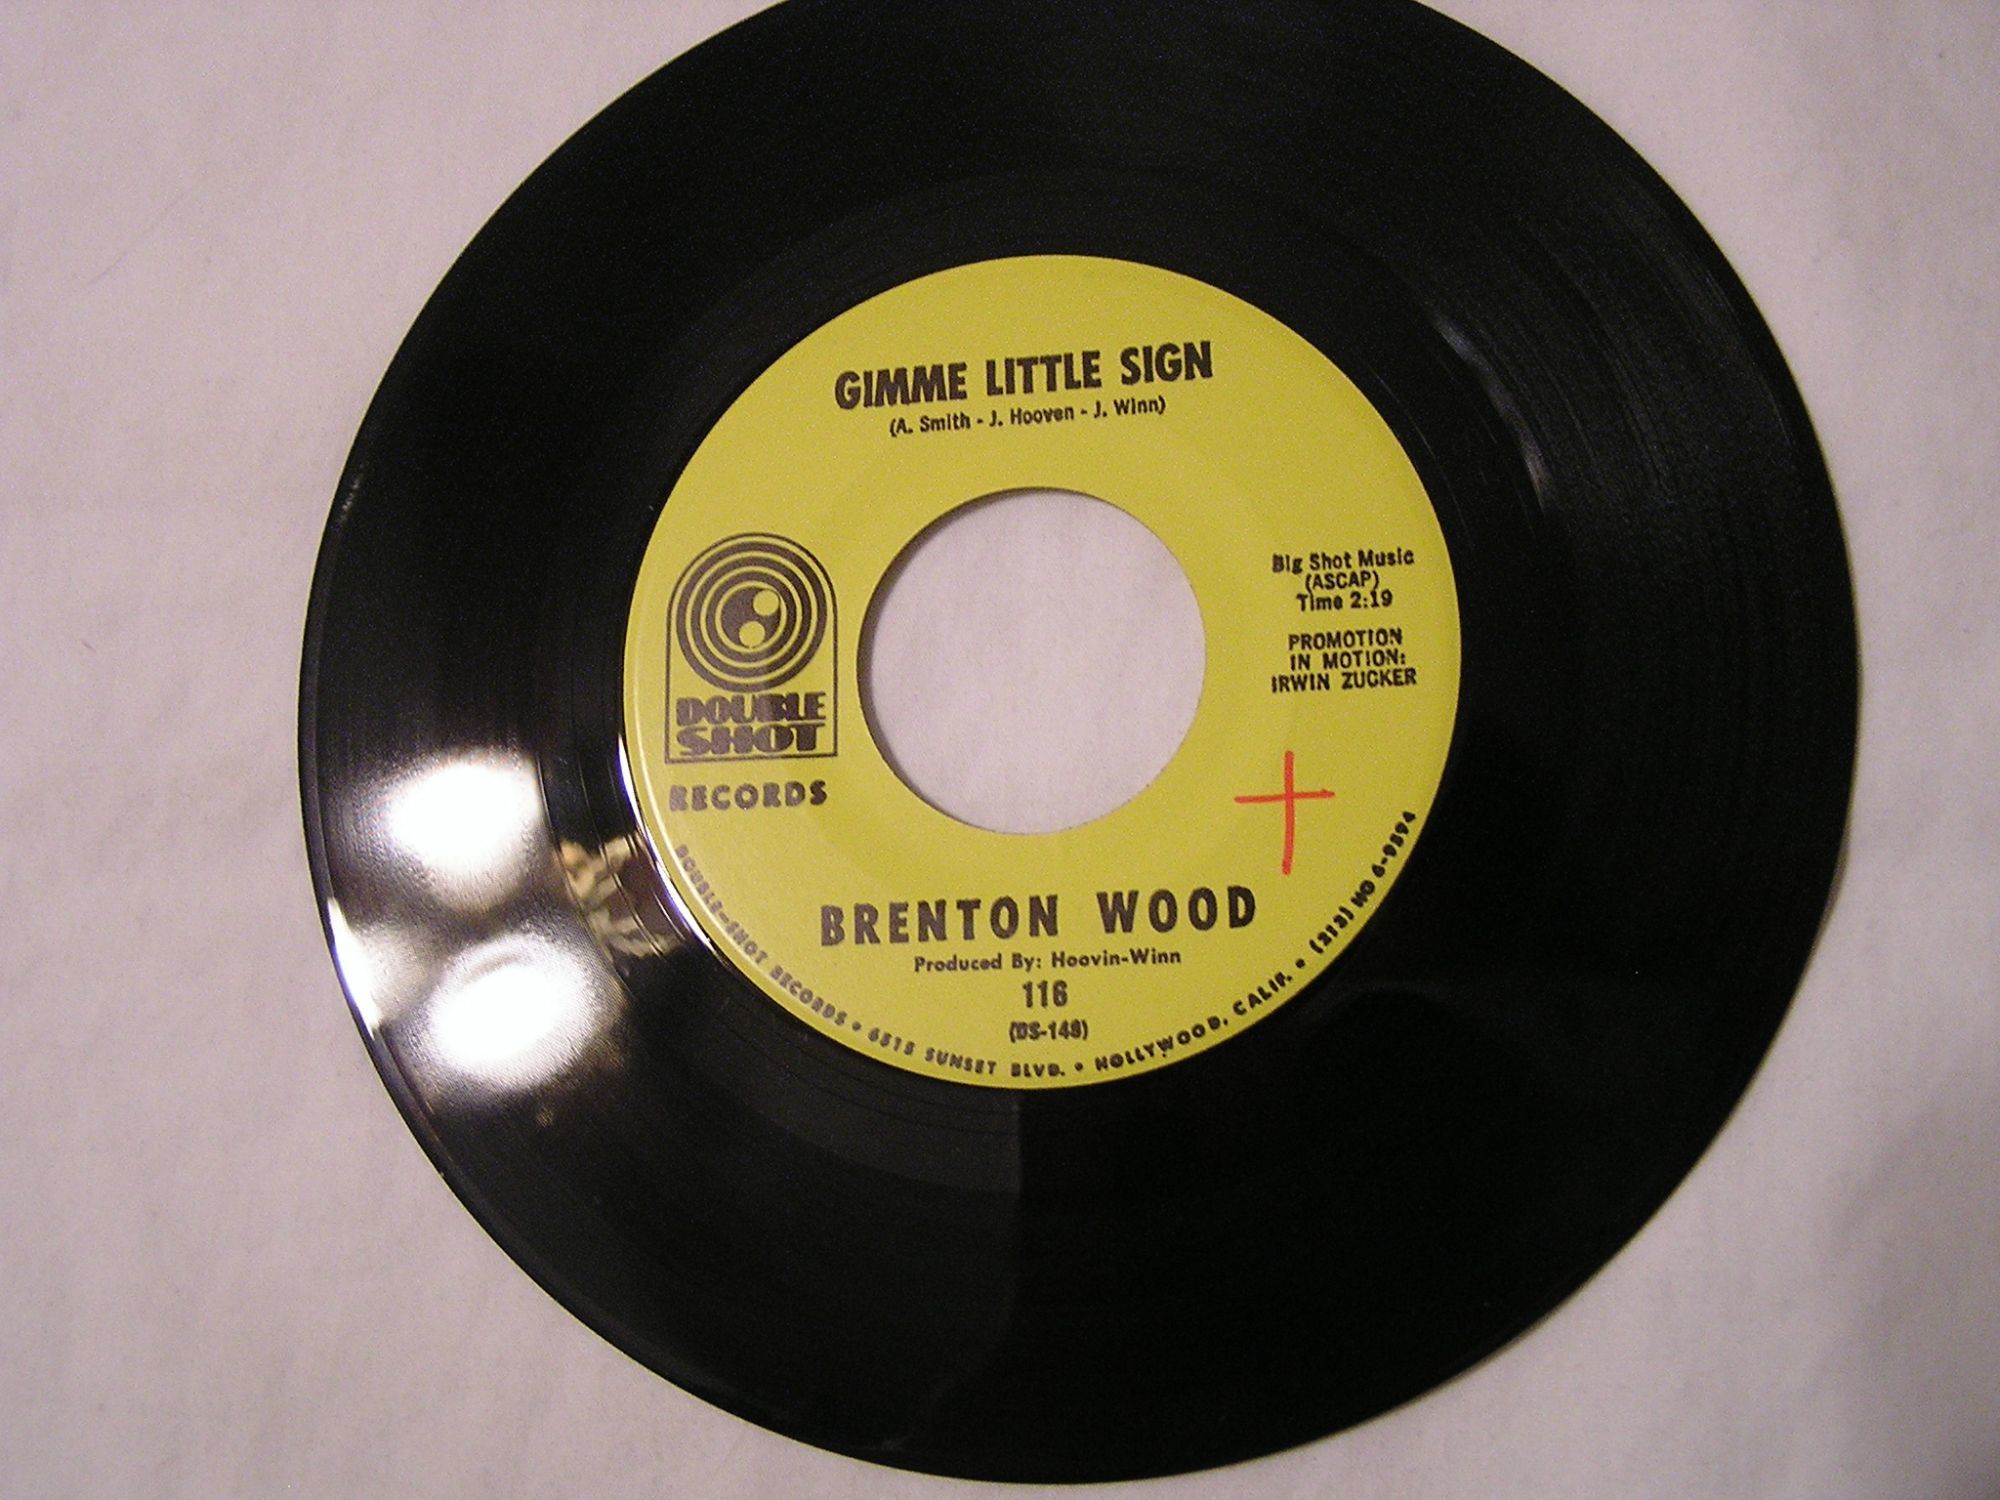 GIMME LITTLE SIGN
(A. Smith - J. Hooven - J. Winn)
DOUBLE
SHOT
RECORDS
Big Shot Music
(ASCAP)
Time 2:19
PROMOTION
IN MOTION:
IRWIN ZUCKER
BRENTON WOOD
Produced By: Hoovin-Winn
116
(DS-148)
DOUBLE-SHOT RECORDS • 6515 SUNSET BLVD. • HOLLYWOOD, CALIF. • (213) HO 6-9894